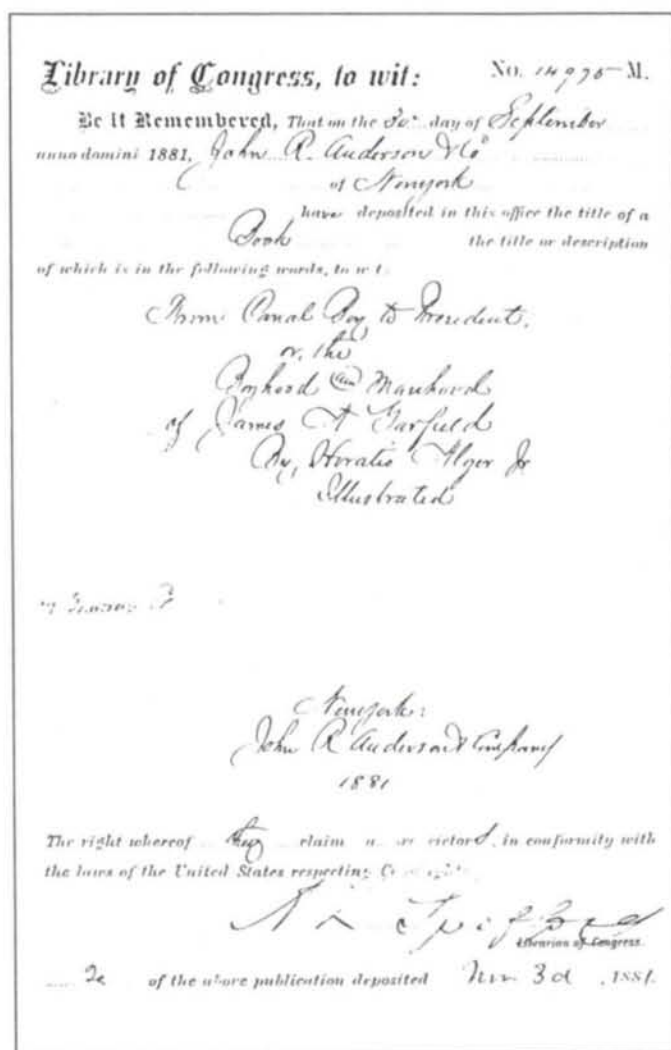 Library of Congress, to wit: No. 14975-M.
Be It Remembered, That on the 30th day of September
anno domini 1881, John R. Anderson & Co
of Newyork
have deposited in this office the title of a
Book the title or description
of which is in the following words, to wit:
From Canal Boy to President,
or, the
Boyhood and Manhood
of James A Garfield
By, Horatio Alger Jr
Illustrated
Newyork:
John R Anderson & Company
1881
The right whereof they claim as proprietors, in conformity with
the laws of the United States respecting Copyrights.
A R Spofford
Librarian of Congress.
2c of the above publication deposited Nov. 3d , 1881.